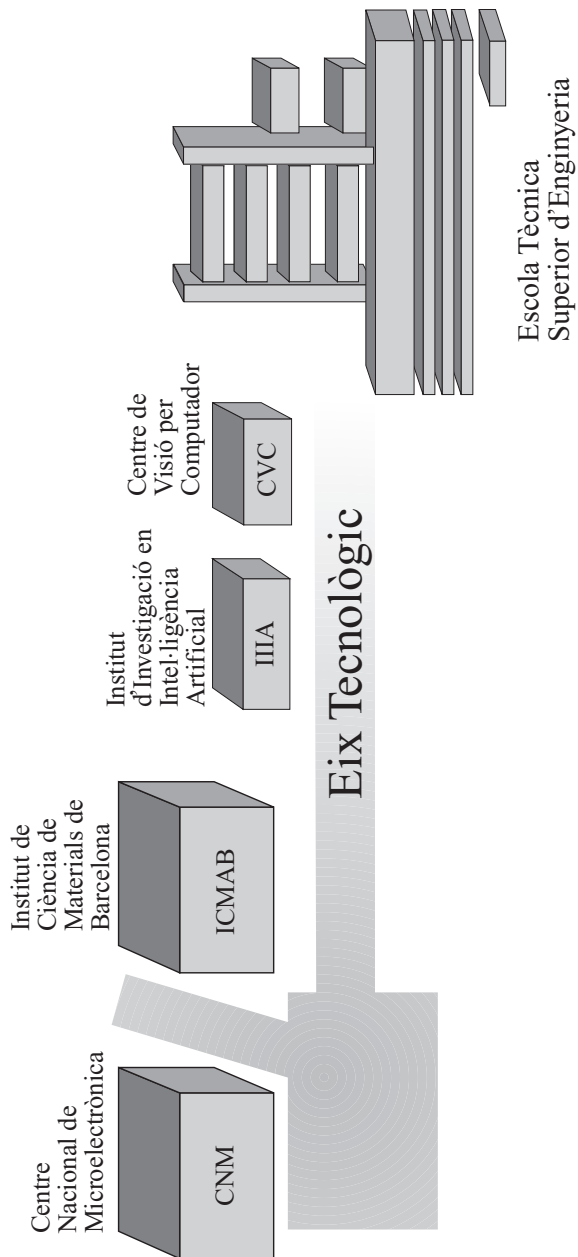 Centre
Nacional de
Microelectrònica
CNM
Institut de
Ciència de
Materials de
Barcelona
ICMAB
Institut
d'Investigació en
Intel·ligència
Artificial
IIIA
Centre de
Visió per
Computador
CVC
Eix Tecnològic
Escola Tècnica
Superior d'Enginyeria